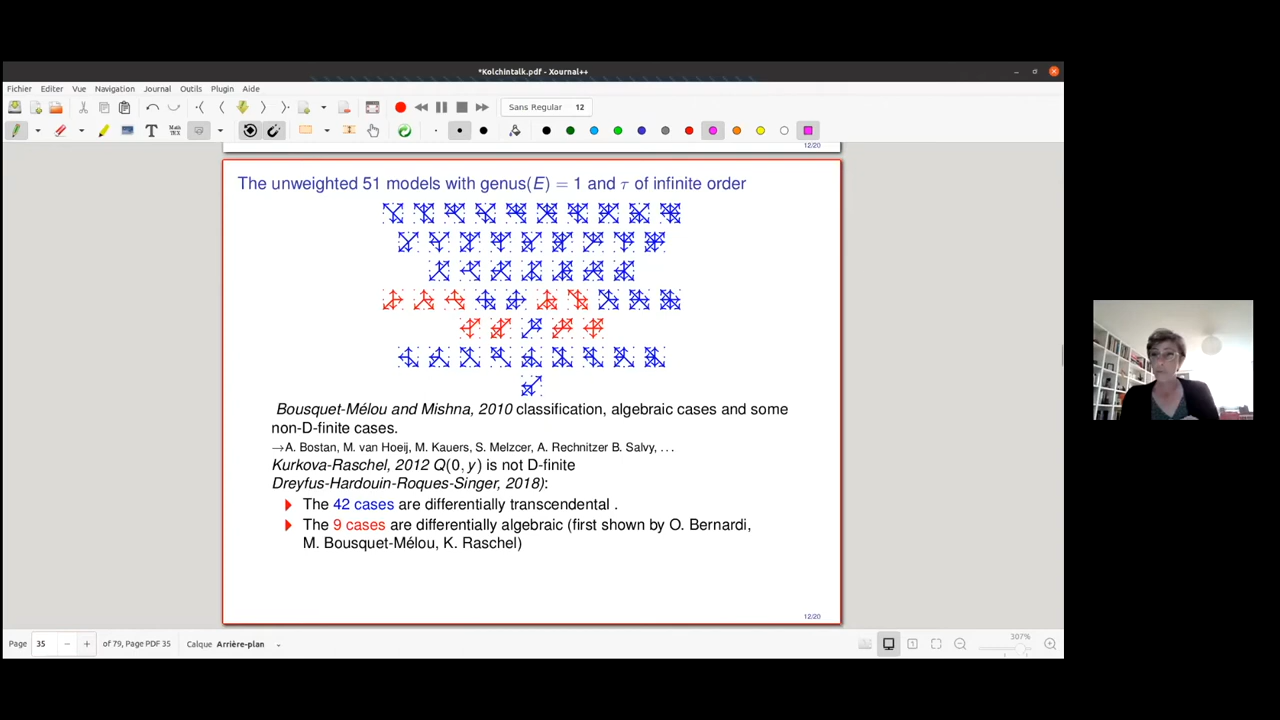 *Kolchintalk.pdf - Xournal++
Fichier Editer Vue Navigation Journal Outils Plugin Aide
Sans Regular 12
12/20
The unweighted 51 models with genus(E) = 1 and τ of infinite order
Bousquet-Mélou and Mishna, 2010 classification, algebraic cases and some
non-D-finite cases.
→A. Bostan, M. van Hoeij, M. Kauers, S. Melzcer, A. Rechnitzer B. Salvy, …
Kurkova-Raschel, 2012 Q(0, y) is not D-finite
Dreyfus-Hardouin-Roques-Singer, 2018):
The 42 cases are differentially transcendental .
The 9 cases are differentially algebraic (first shown by O. Bernardi,
M. Bousquet-Mélou, K. Raschel)
12/20
Page 35 of 79, Page PDF 35 Calque Arrière-plan 307%